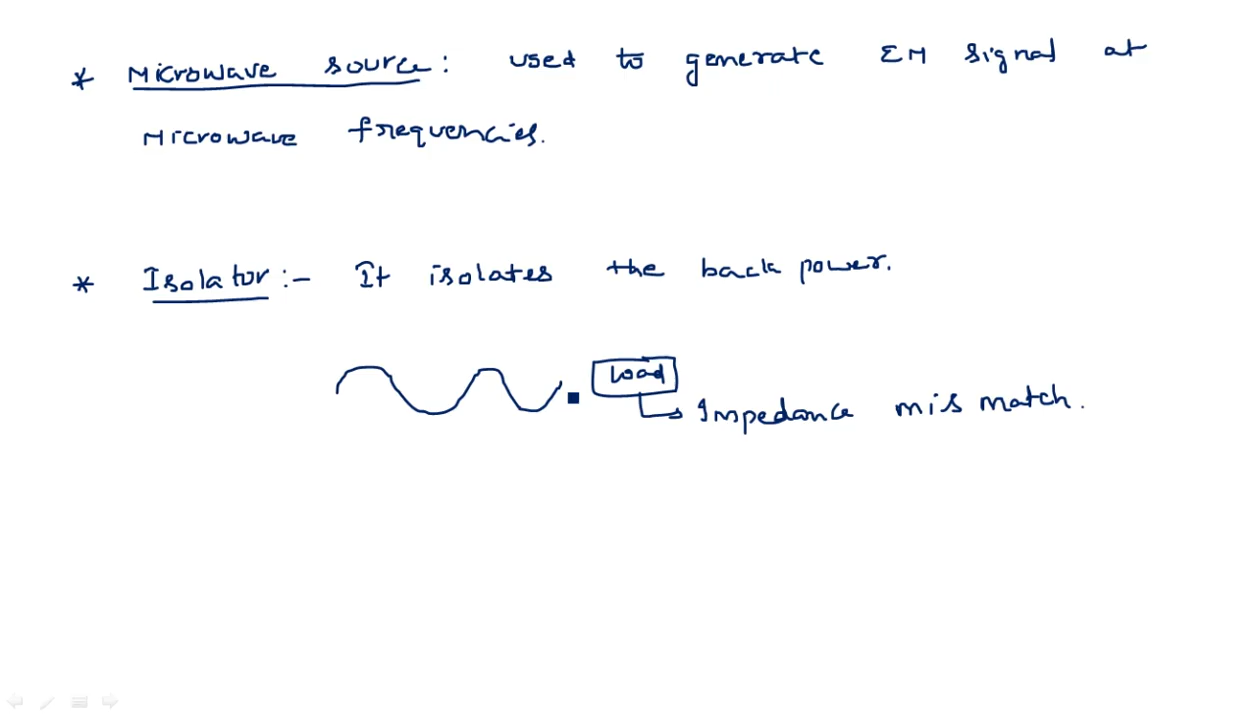 * Microwave source: used to generate EM signal at
Microwave frequencies.
* Isolator :- It isolates the back power.
Load
Impedance mis match.